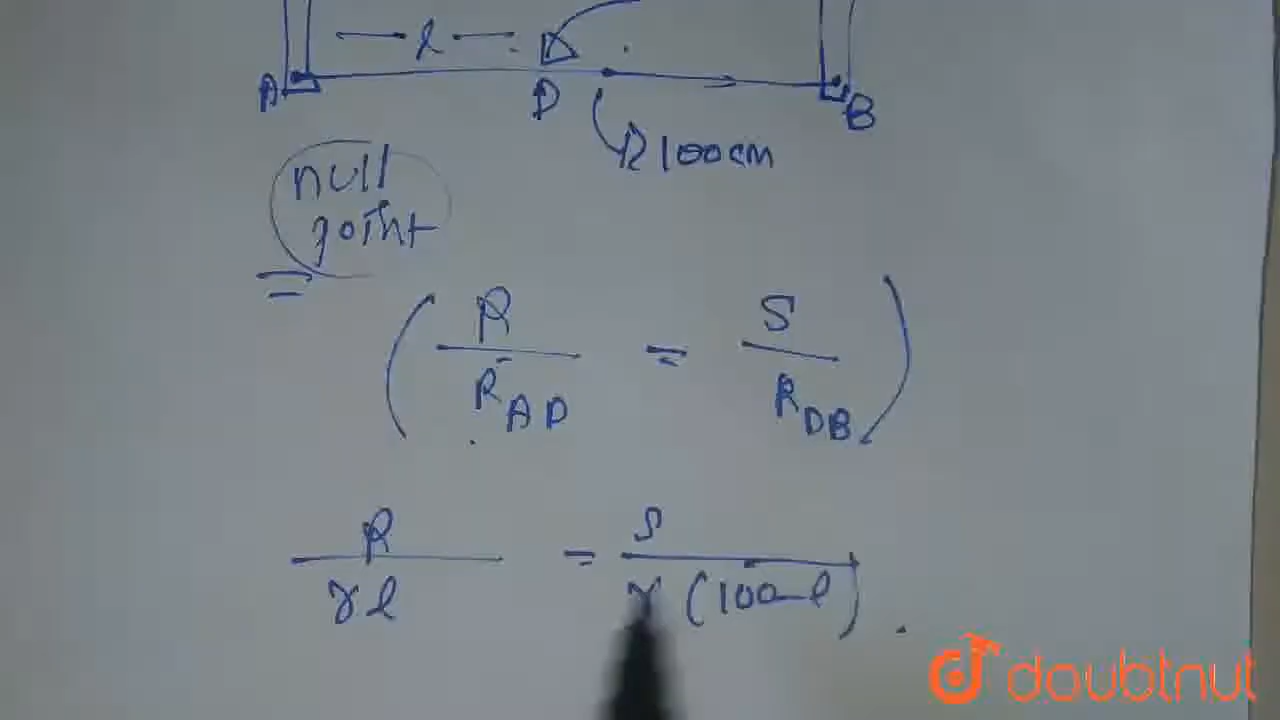 l
A D B
100cm
null
point
R / R_AD = S / R_DB
R / rl = S / r (100-l)
doubtnut